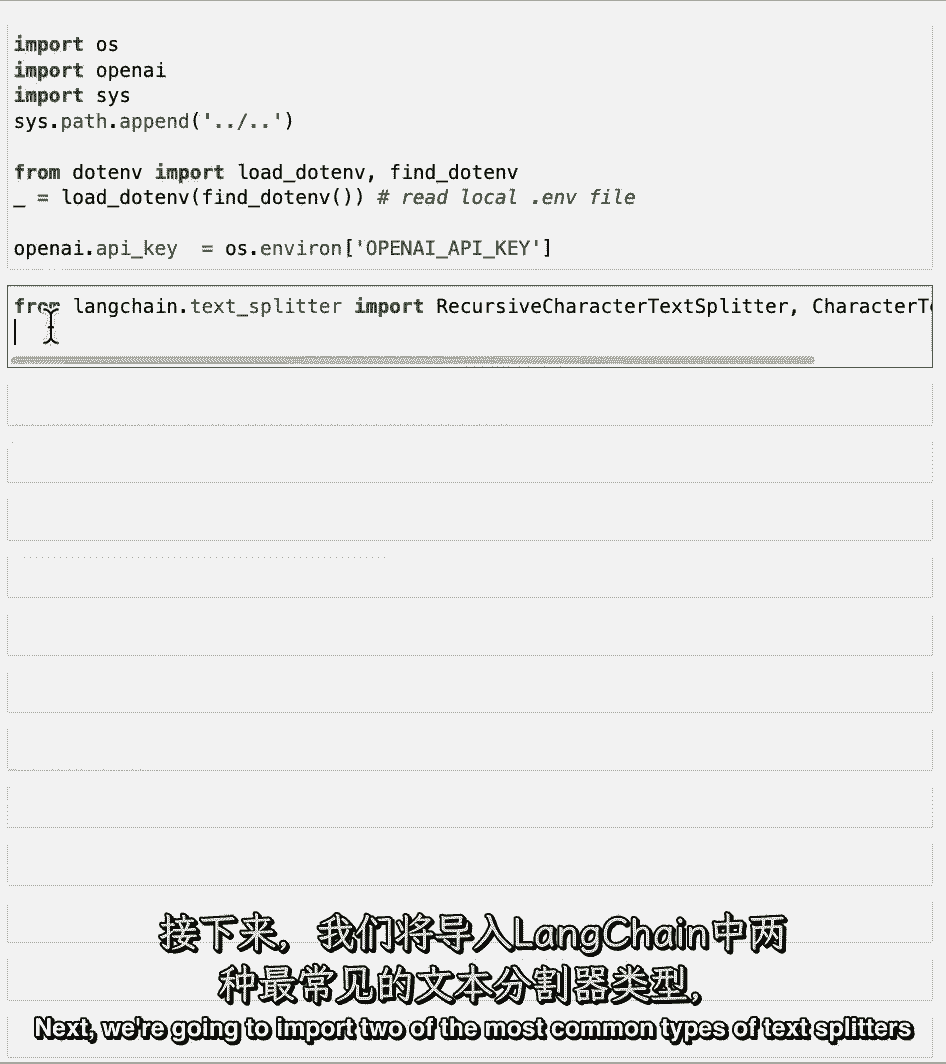 import os
import openai
import sys
sys.path.append('../..')
from dotenv import load_dotenv, find_dotenv
_ = load_dotenv(find_dotenv()) # read local .env file
openai.api_key  = os.environ['OPENAI_API_KEY']
from langchain.text_splitter import RecursiveCharacterTextSplitter,
接下来，我们将导入LangChain中两
种最常见的文本分割器类型，
Next, we're going to import two of the most common types of text splitters